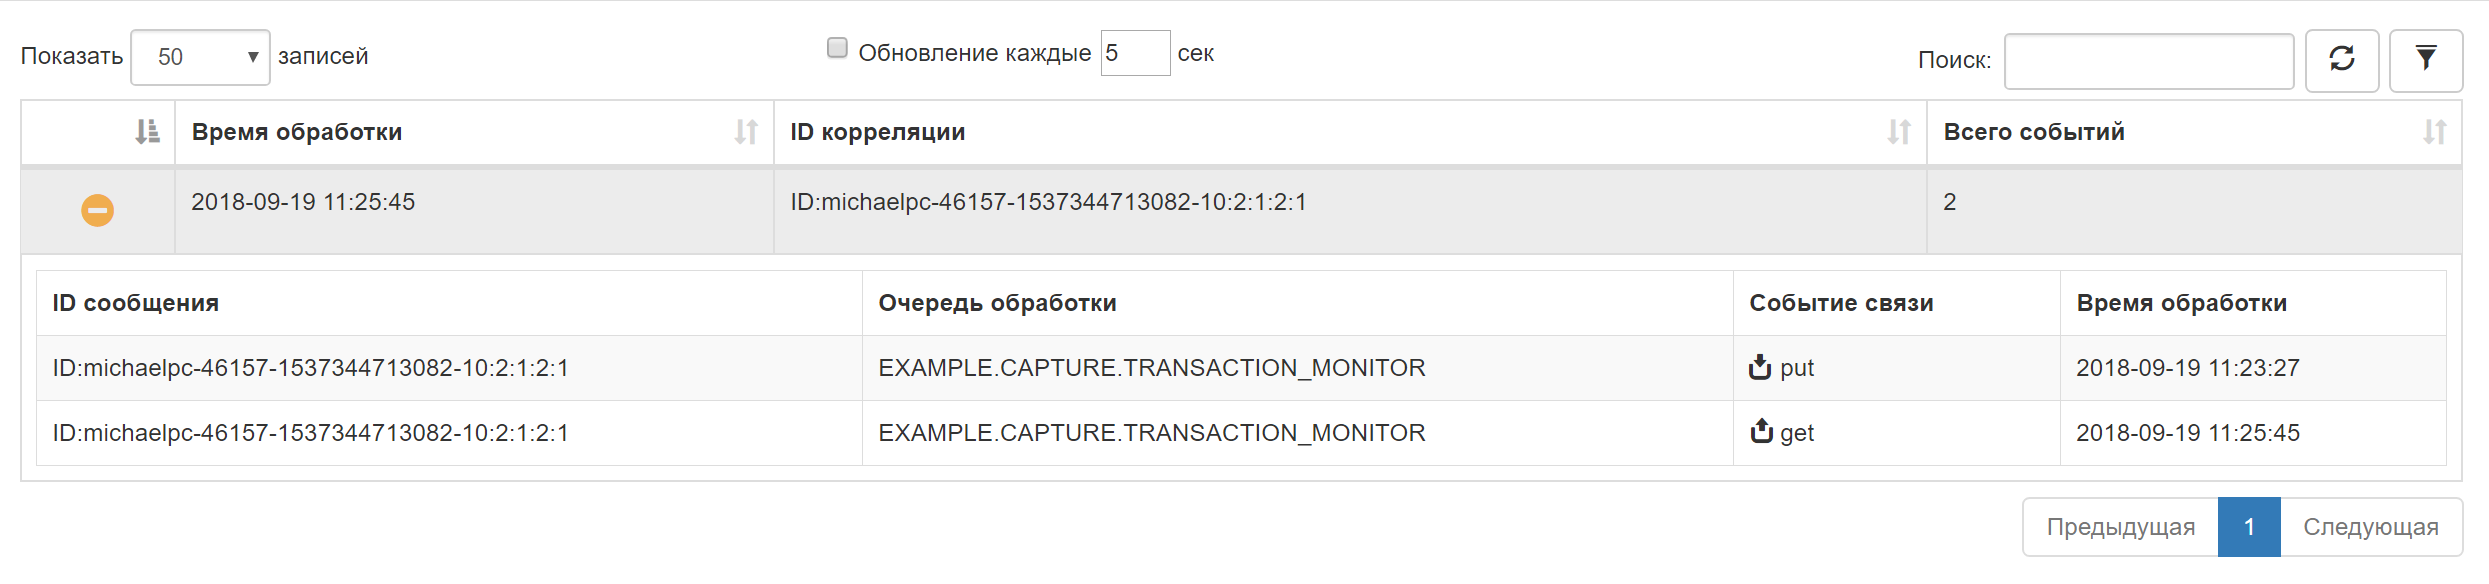 Показать 50 записей Обновление каждые 5 сек Поиск:
Время обработки ID корреляции Всего событий
2018-09-19 11:25:45 ID:michaelpc-46157-1537344713082-10:2:1:2:1 2
ID сообщения Очередь обработки Событие связи Время обработки
ID:michaelpc-46157-1537344713082-10:2:1:2:1 EXAMPLE.CAPTURE.TRANSACTION_MONITOR put 2018-09-19 11:23:27
ID:michaelpc-46157-1537344713082-10:2:1:2:1 EXAMPLE.CAPTURE.TRANSACTION_MONITOR get 2018-09-19 11:25:45
Предыдущая 1 Следующая